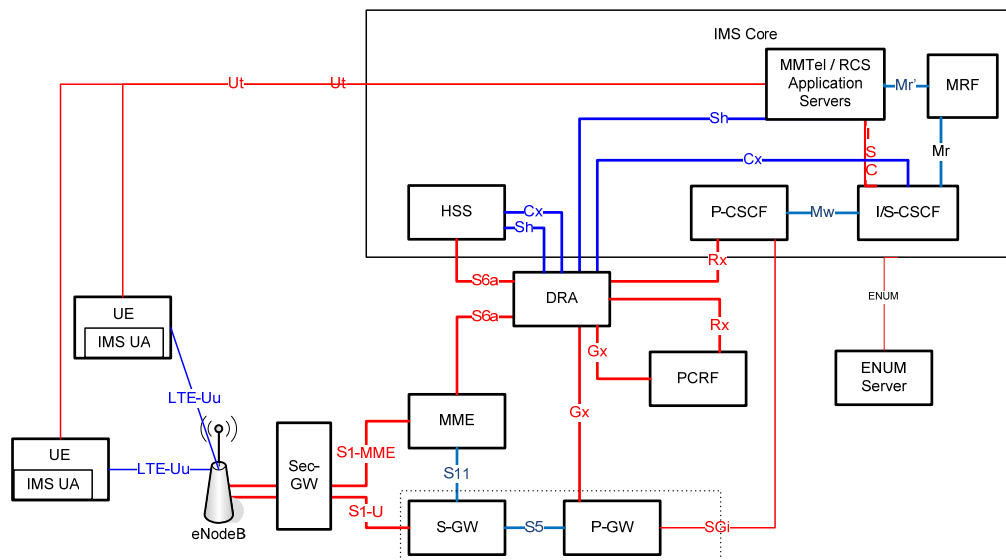 IMS Core
MMTel / RCS
Application
Servers
MRF
Mr'
Ut
Ut
Sh
I
S
C
Mr
Cx
HSS
Cx
Sh
P-CSCF
Mw
I/S-CSCF
Rx
S6a
DRA
ENUM
UE
IMS UA
S6a
Rx
Gx
PCRF
ENUM
Server
LTE-Uu
MME
Gx
UE
IMS UA
LTE-Uu
Sec-
GW
S1-MME
S11
S1-U
eNodeB
S-GW
S5
P-GW
SGi